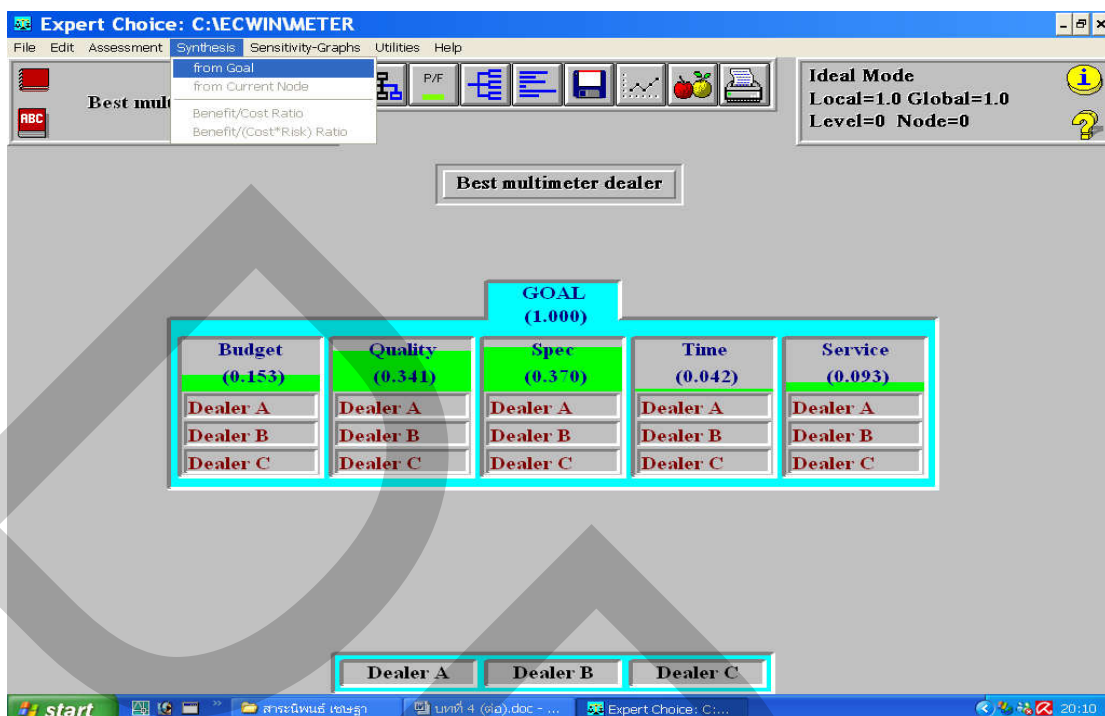 Expert Choice: C:\ECWIN\METER
File Edit Assessment Synthesis Sensitivity-Graphs Utilities Help
from Goal
from Current Node
Benefit/Cost Ratio
Benefit/(Cost*Risk) Ratio
ABC
Best mul
P/F
Ideal Mode
Local=1.0 Global=1.0
Level=0 Node=0
Best multimeter dealer
GOAL
(1.000)
Budget Quality Spec Time Service
(0.153) (0.341) (0.370) (0.042) (0.093)
Dealer A Dealer A Dealer A Dealer A Dealer A
Dealer B Dealer B Dealer B Dealer B Dealer B
Dealer C Dealer C Dealer C Dealer C Dealer C
Dealer A Dealer B Dealer C
start สาระนิพนธ์ เชษฐา บทที่ 4 (ต่อ).doc - ... Expert Choice: C:... 20:10